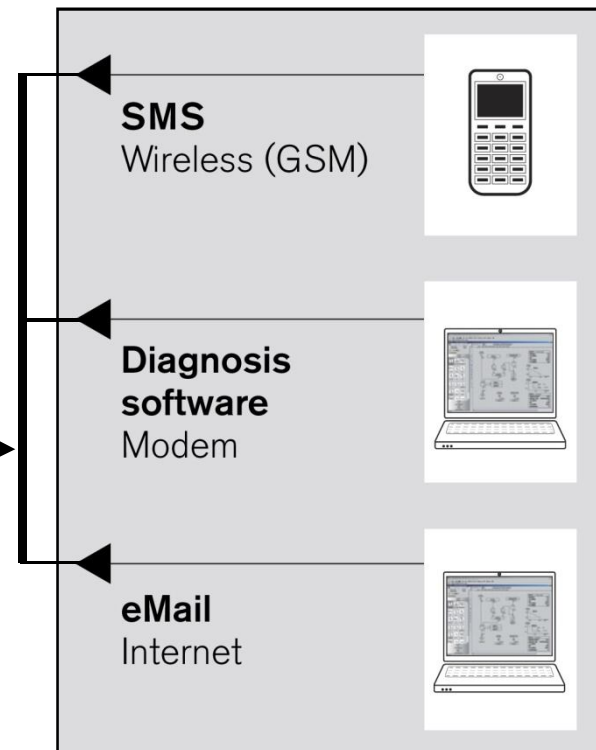 SMS
Wireless (GSM)
Diagnosis
software
Modem
eMail
Internet